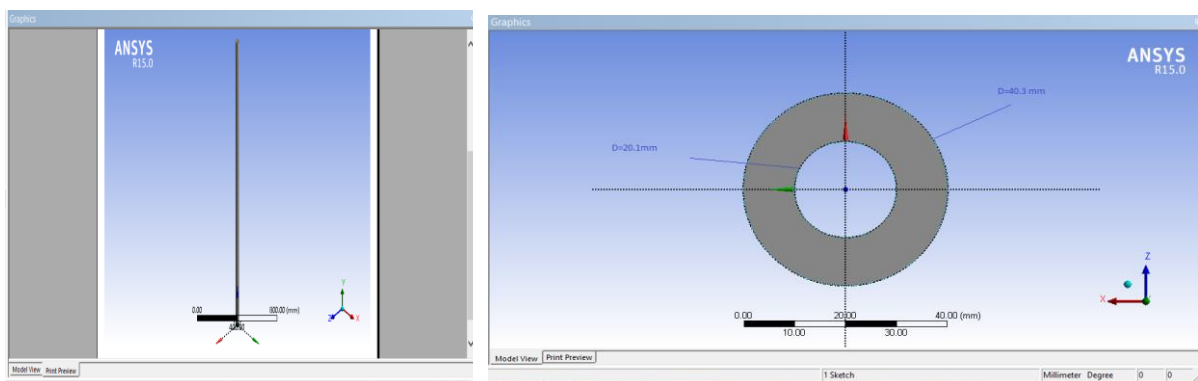 Graphics
ANSYS
R15.0
Y
Z
X
0.00
800.00 (mm)
Model View
Print Preview
Graphics
ANSYS
R15.0
D=40.3 mm
D=20.1mm
Z
X
0.00
20.00
40.00 (mm)
10.00
30.00
Model View
Print Preview
1 Sketch
Millimeter
Degree
0
0